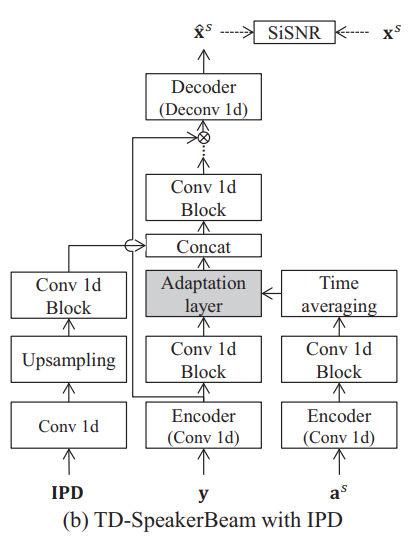 x̂ˢ
SiSNR
xˢ
Decoder
(Deconv 1d)
Conv 1d
Block
Concat
Conv 1d
Block
Adaptation
layer
Time
averaging
Upsampling
Conv 1d
Block
Conv 1d
Block
Conv 1d
Encoder
(Conv 1d)
Encoder
(Conv 1d)
IPD
y
aˢ
(b) TD-SpeakerBeam with IPD